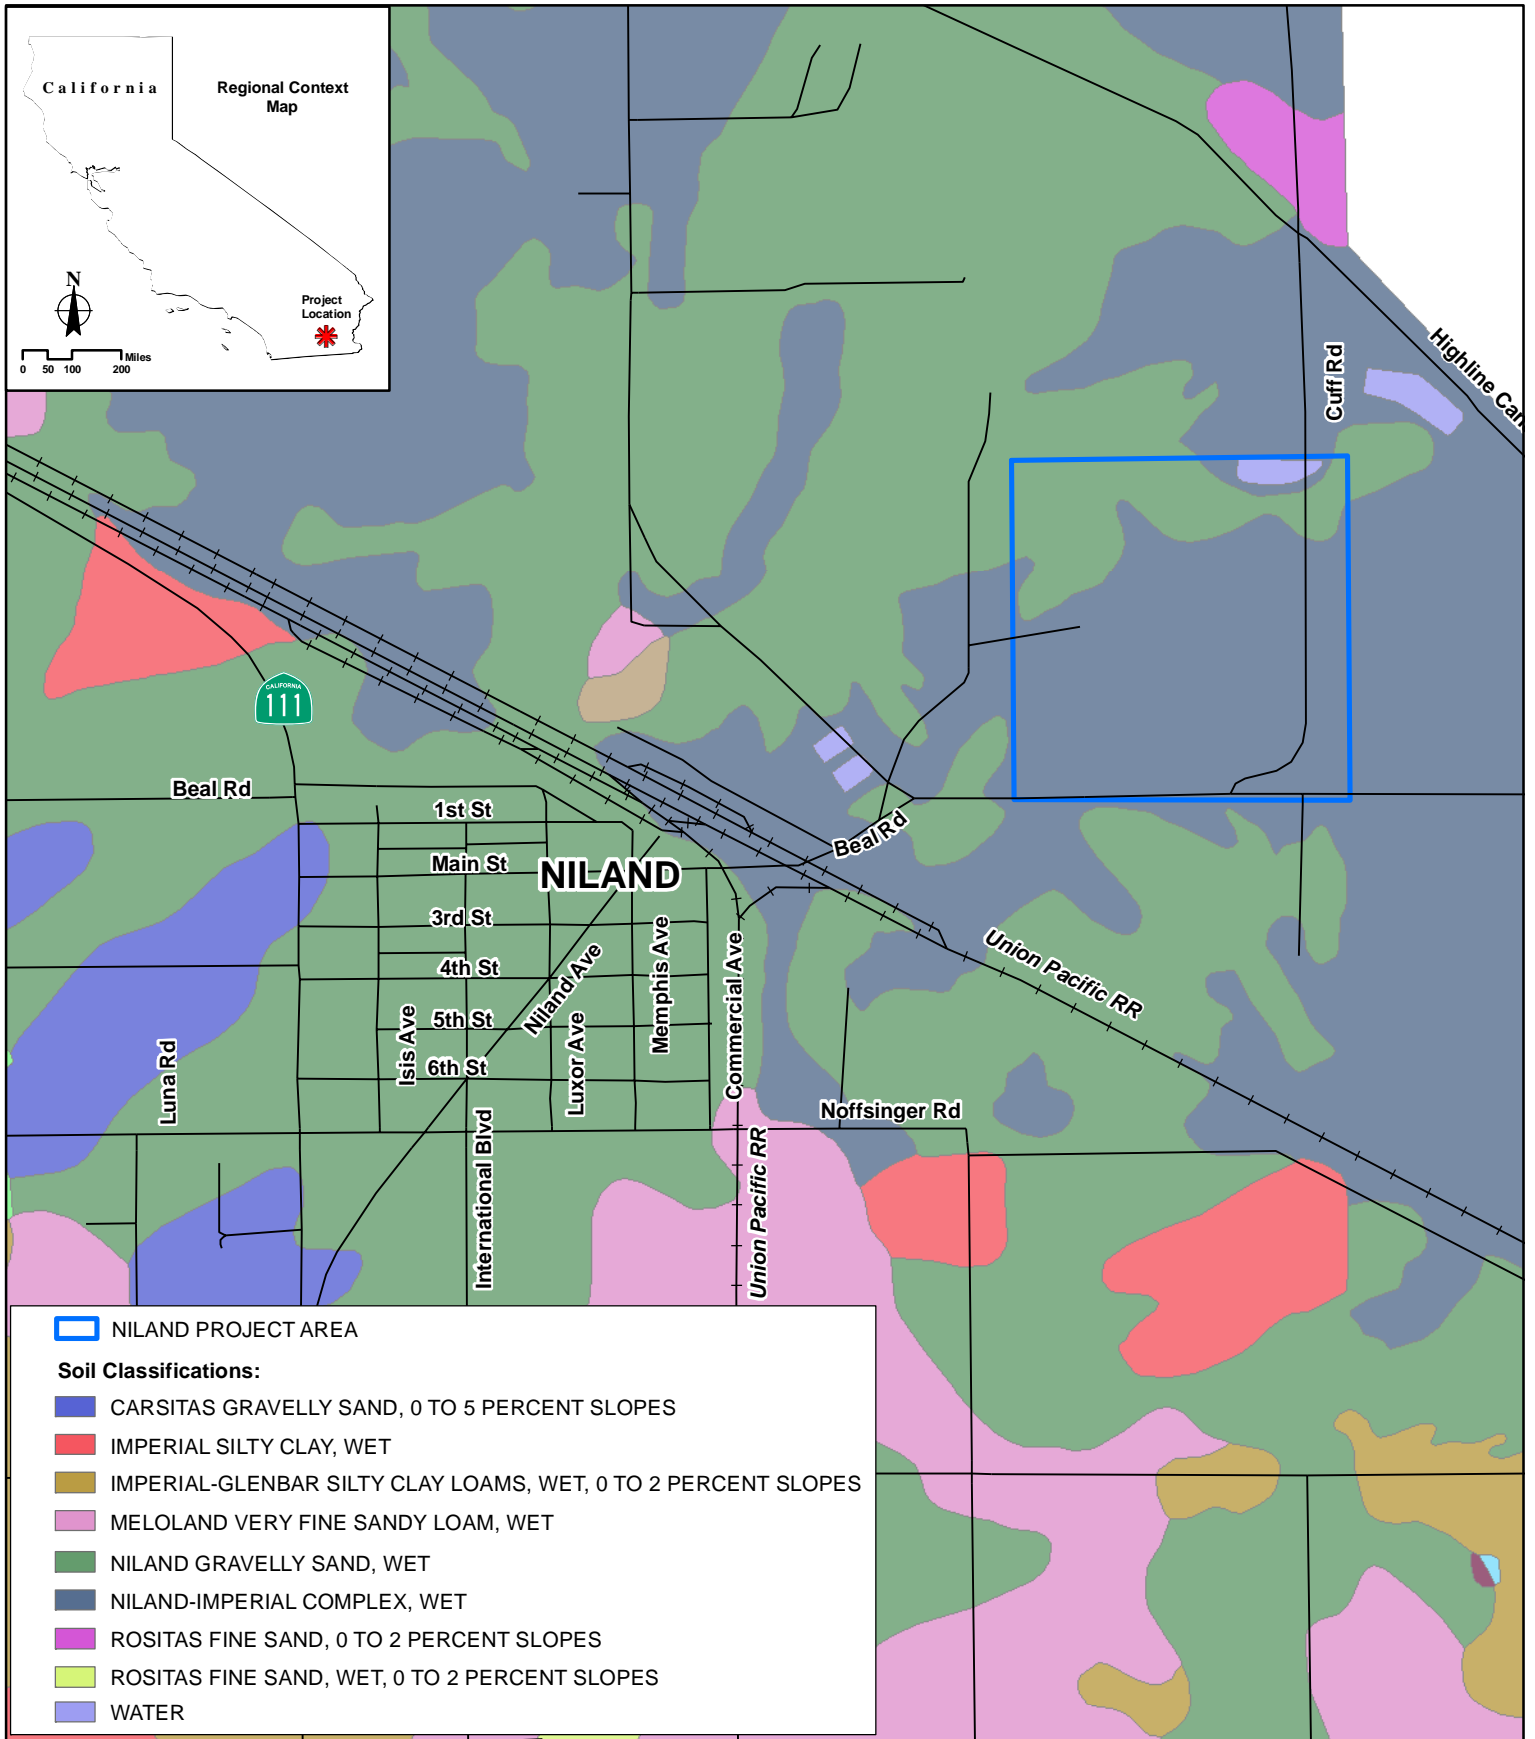 California
Regional Context
Map
N
Project
Location
Miles
0 50 100 200
Cuff Rd
Highline Can
CALIFORNIA
111
Beal Rd
1st St
Main St
NILAND
Beal Rd
3rd St
4th St
5th St
6th St
Niland Ave
Memphis Ave
Commercial Ave
Isis Ave
Luxor Ave
Luna Rd
International Blvd
Union Pacific RR
Noffsinger Rd
Union Pacific RR
NILAND PROJECT AREA
Soil Classifications:
CARSITAS GRAVELLY SAND, 0 TO 5 PERCENT SLOPES
IMPERIAL SILTY CLAY, WET
IMPERIAL-GLENBAR SILTY CLAY LOAMS, WET, 0 TO 2 PERCENT SLOPES
MELOLAND VERY FINE SANDY LOAM, WET
NILAND GRAVELLY SAND, WET
NILAND-IMPERIAL COMPLEX, WET
ROSITAS FINE SAND, 0 TO 2 PERCENT SLOPES
ROSITAS FINE SAND, WET, 0 TO 2 PERCENT SLOPES
WATER